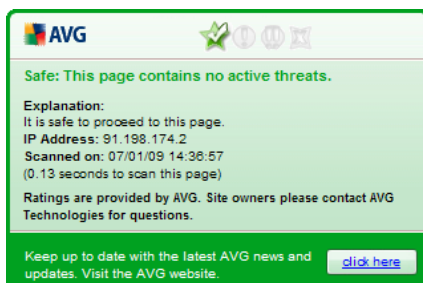 AVG
Safe: This page contains no active threats.
Explanation:
It is safe to proceed to this page.
IP Address: 91.198.174.2
Scanned on: 07/01/09 14:36:57
(0.13 seconds to scan this page)
Ratings are provided by AVG. Site owners please contact AVG
Technologies for questions.
Keep up to date with the latest AVG news and
updates. Visit the AVG website.
click here